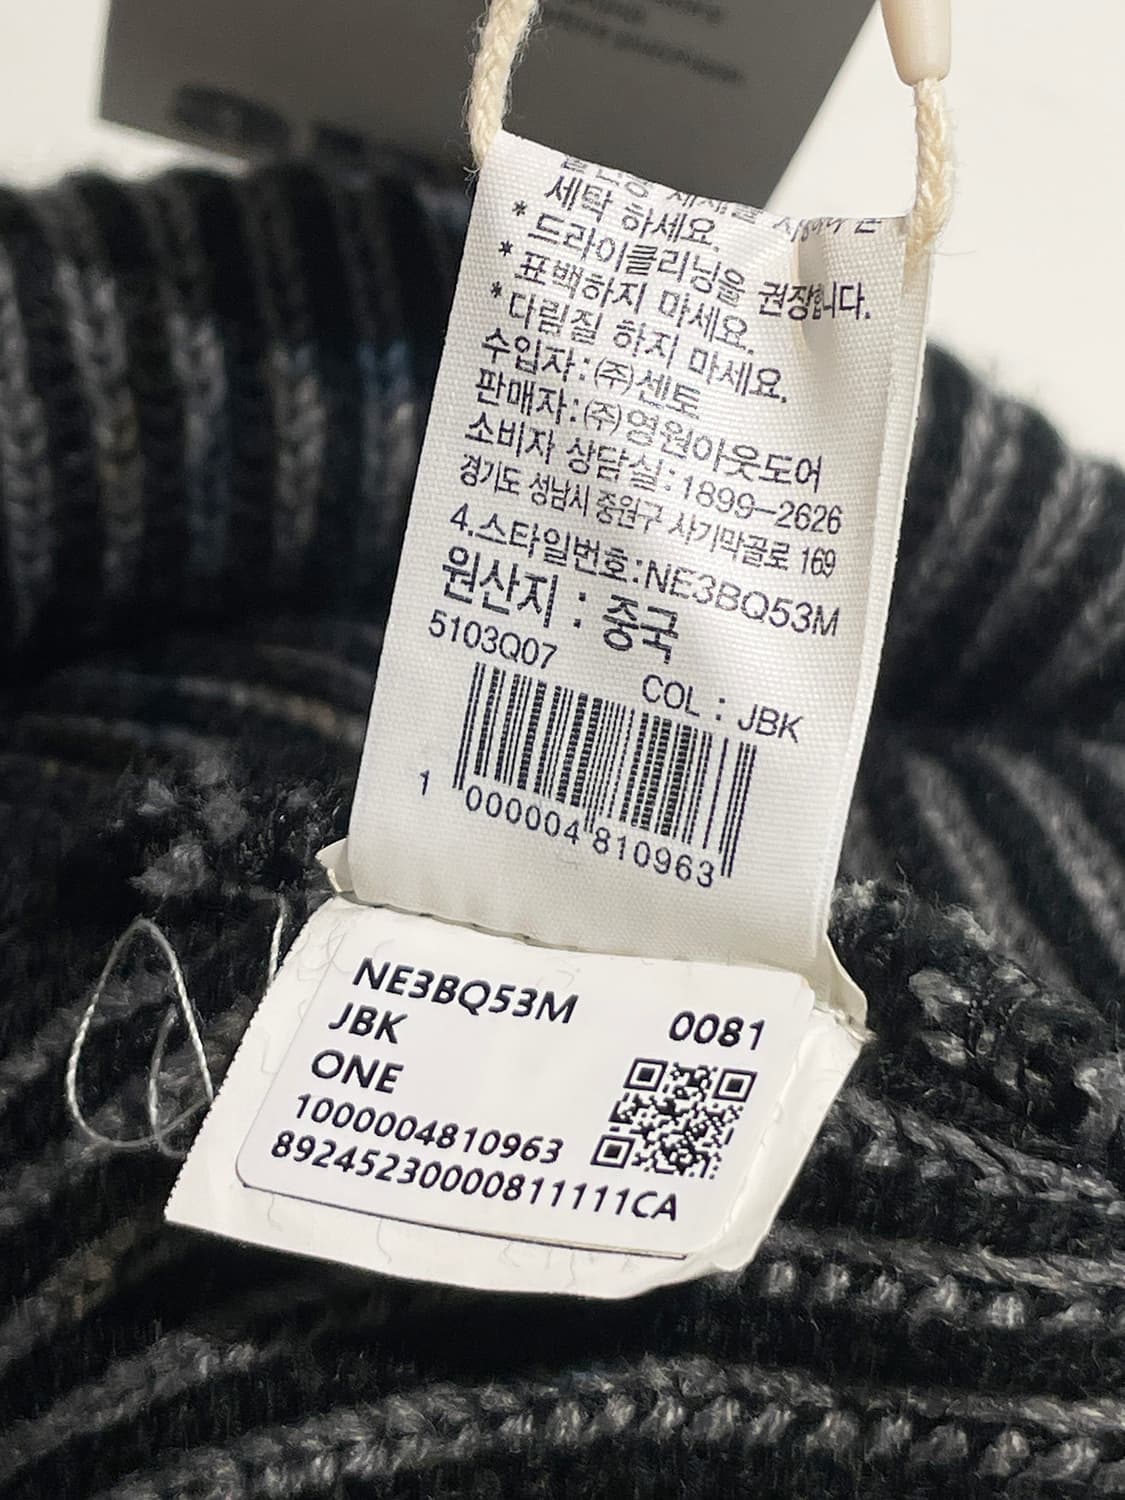 세탁 하세요.
* 드라이클리닝을 권장합니다.
* 표백하지 마세요.
* 다림질 하지 마세요.
수입자:(주)센토
판매자:(주)영원아웃도어
소비자 상담실:1899-2626
경기도 성남시 중원구 사기막골로 169
4.스타일번호:NE3BQ53M
원산지 : 중국
5103Q07
COL : JBK
1 000004 810963
NE3BQ53M 0081
JBK
ONE
1000004810963
89245230000811111CA